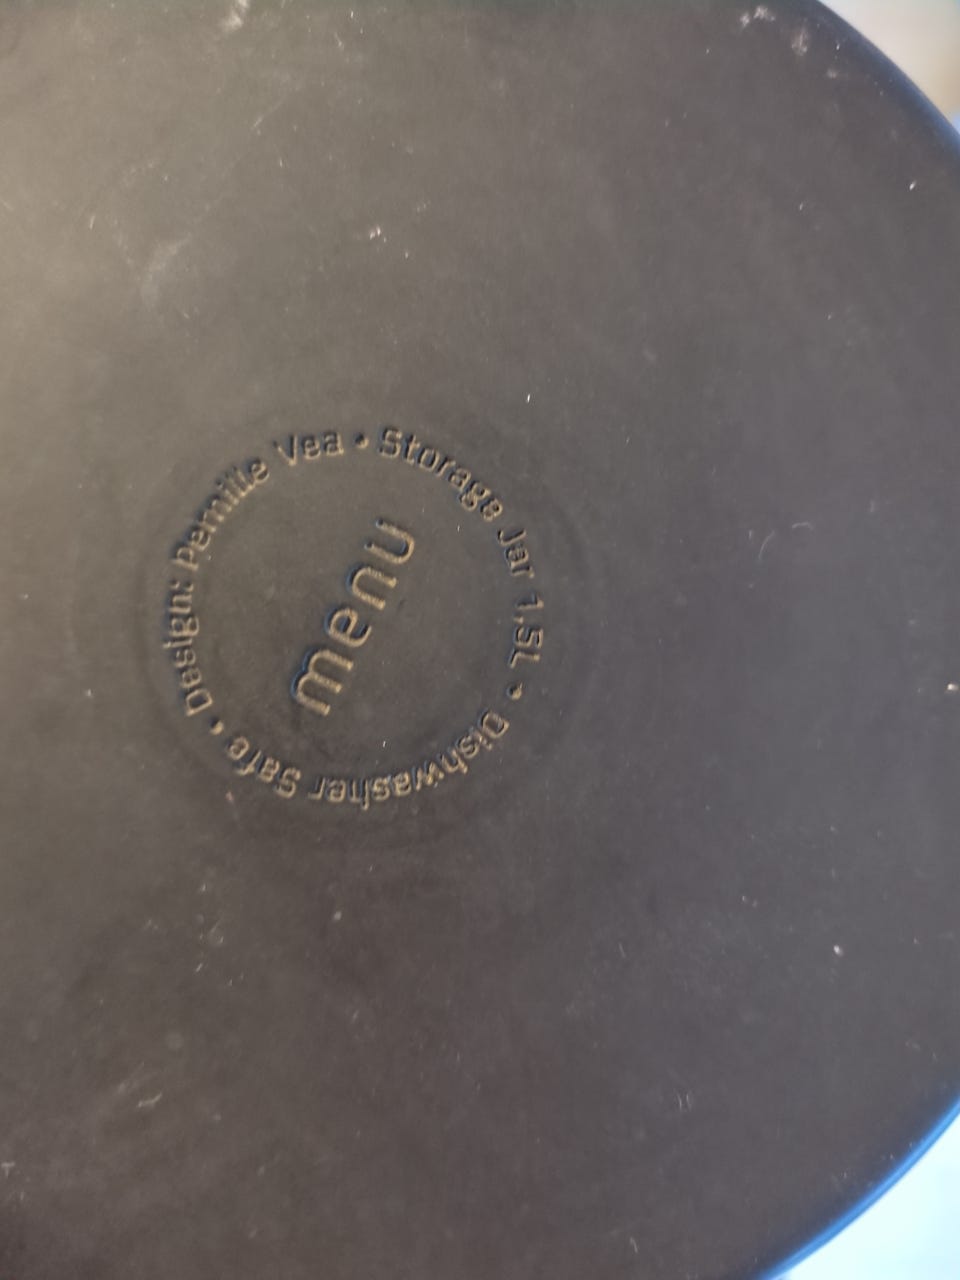 menu
Design: Pernille Vea • Storage Jar 1,5L • Dishwasher Safe •